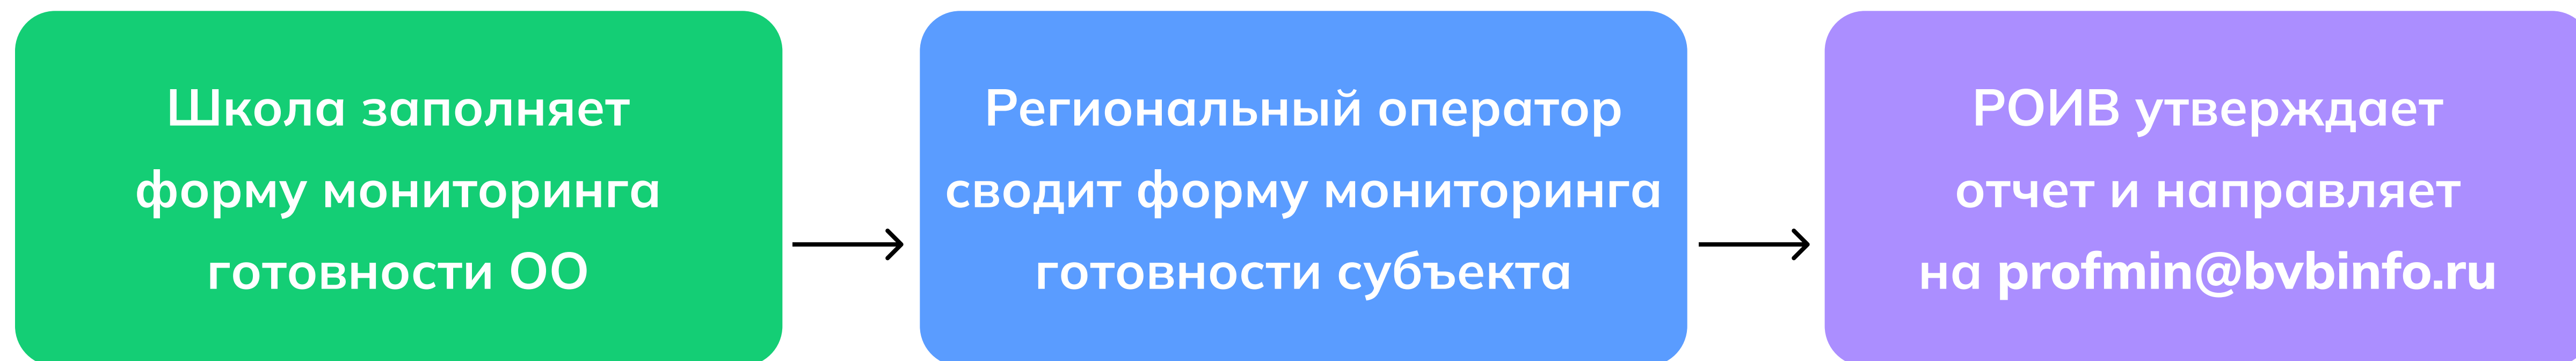 Школа заполняет
форму мониторинга
готовности ОО
Региональный оператор
сводит форму мониторинга
готовности субъекта
РОИВ утверждает
отчет и направляет
на profmin@bvbinfo.ru